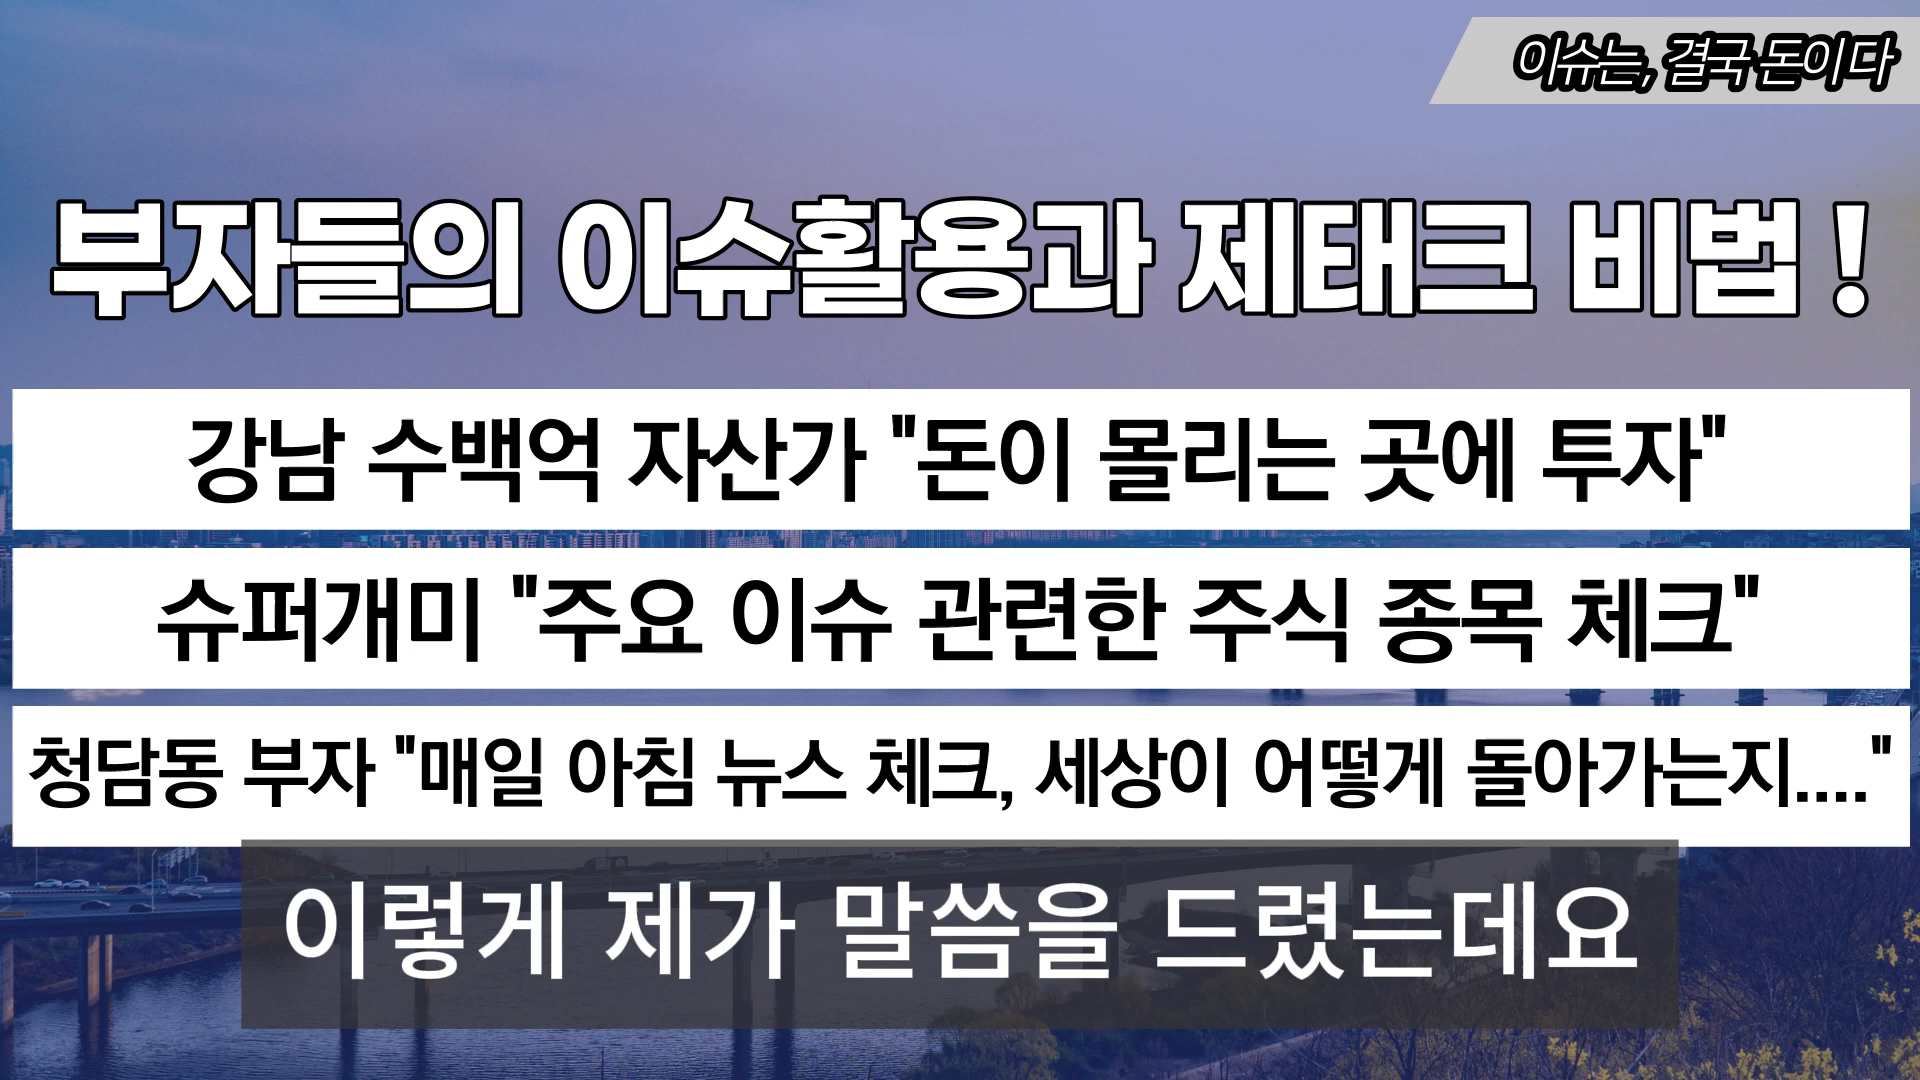 이슈는, 결국 돈이다
부자들의 이슈활용과 제태크 비법 !
강남 수백억 자산가 "돈이 몰리는 곳에 투자"
슈퍼개미 "주요 이슈 관련한 주식 종목 체크"
청담동 부자 "매일 아침 뉴스 체크, 세상이 어떻게 돌아가는지...."
이렇게 제가 말씀을 드렸는데요